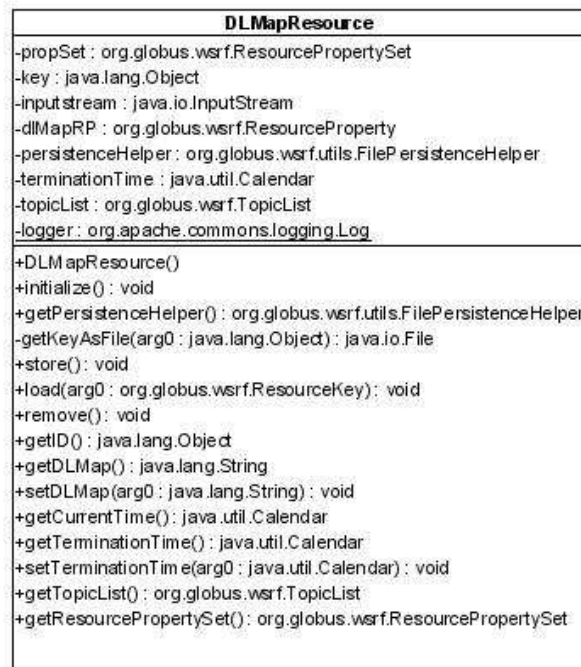 DLMapResource
-propSet : org.globus.wsrf.ResourcePropertySet
-key : java.lang.Object
-inputstream : java.io.InputStream
-dlMapRP : org.globus.wsrf.ResourceProperty
-persistenceHelper : org.globus.wsrf.utils.FilePersistenceHelper
-terminationTime : java.util.Calendar
-topicList : org.globus.wsrf.TopicList
-logger : org.apache.commons.logging.Log
+DLMapResource()
+initialize() : void
+getPersistenceHelper() : org.globus.wsrf.utils.FilePersistenceHelper
-getKeyAsFile(arg0 : java.lang.Object) : java.io.File
+store() : void
+load(arg0 : org.globus.wsrf.ResourceKey) : void
+remove() : void
+getID() : java.lang.Object
+getDLMap() : java.lang.String
+setDLMap(arg0 : java.lang.String) : void
+getCurrentTime() : java.util.Calendar
+getTerminationTime() : java.util.Calendar
+setTerminationTime(arg0 : java.util.Calendar) : void
+getTopicList() : org.globus.wsrf.TopicList
+getResourcePropertySet() : org.globus.wsrf.ResourcePropertySet